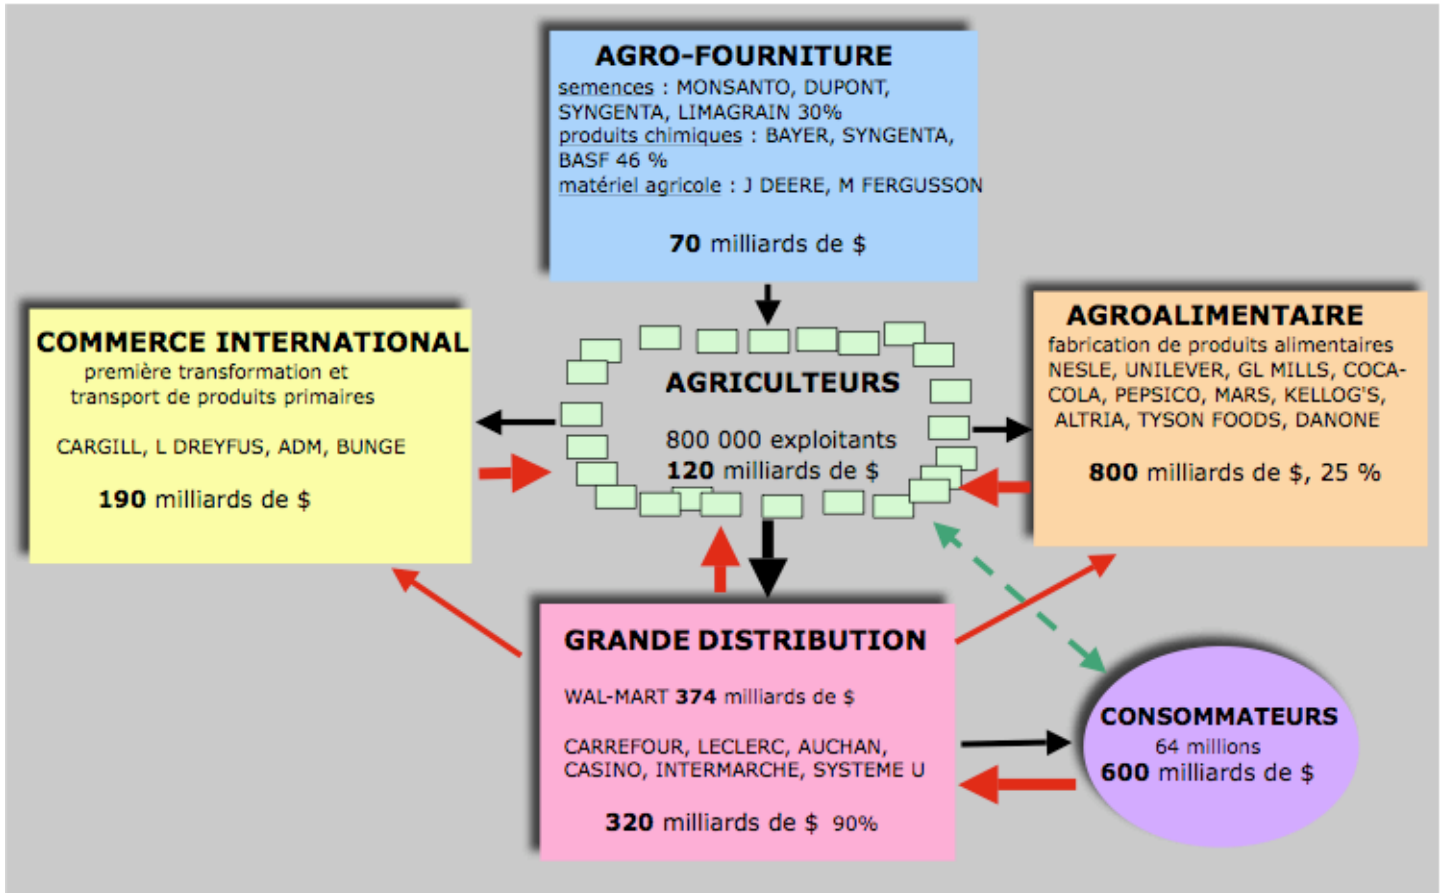 AGRO-FOURNITURE
semences : MONSANTO, DUPONT,
SYNGENTA, LIMAGRAIN 30%
produits chimiques : BAYER, SYNGENTA,
BASF 46 %
matériel agricole : J DEERE, M FERGUSSON
70 milliards de $
COMMERCE INTERNATIONAL
première transformation et
transport de produits primaires
CARGILL, L DREYFUS, ADM, BUNGE
190 milliards de $
AGRICULTEURS
800 000 exploitants
120 milliards de $
AGROALIMENTAIRE
fabrication de produits alimentaires
NESLE, UNILEVER, GL MILLS, COCA-
COLA, PEPSICO, MARS, KELLOG'S,
ALTRIA, TYSON FOODS, DANONE
800 milliards de $, 25 %
GRANDE DISTRIBUTION
WAL-MART 374 milliards de $
CARREFOUR, LECLERC, AUCHAN,
CASINO, INTERMARCHE, SYSTEME U
320 milliards de $ 90%
CONSOMMATEURS
64 millions
600 milliards de $